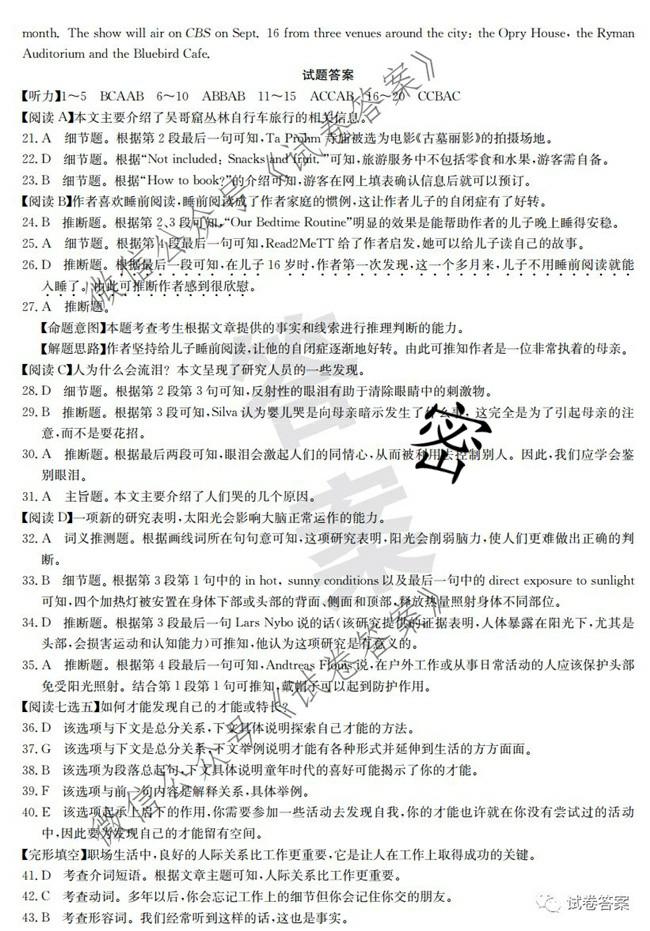 month. The show will air on CBS on Sept. 16 from three venues around the city: the Opry House, the Ryman
Auditorium and the Bluebird Cafe.
试题答案
【听力】1～5 BCAAB 6～10 ABBAB 11～15 ACCAB 16～20 CCBAC
【阅读 A】本文主要介绍了吴哥窟丛林自行车旅行的相关信息。
21. A 细节题。根据第 2 段最后一句可知,Ta Prohm 寺庙被选为电影《古墓丽影》的拍摄场地。
22. D 细节题。根据“Not included: Snacks and fruit.”可知,旅游服务中不包括零食和水果,游客需自备。
23. B 细节题。根据“How to book?”的介绍可知,游客在网上填表确认信息后就可以预订。
【阅读 B】作者喜欢睡前阅读,睡前阅读成了作者家庭的惯例,这让作者儿子的自闭症有了好转。
24. B 推断题。根据第 2、3 段可知,“Our Bedtime Routine”明显的效果是能帮助作者的儿子晚上睡得安稳。
25. A 细节题。根据第 4 段最后一句可知,Read2MeTT 给了作者启发,她可以给儿子读自己的故事。
26. D 推断题。根据最后一段可知,在儿子 16 岁时,作者第一次发现,这一个多月来,儿子不用睡前阅读就能
入睡了。由此可推断作者感到很欣慰。
27. A 推断题。
【命题意图】本题考查考生根据文章提供的事实和线索进行推理判断的能力。
【解题思路】作者坚持给儿子睡前阅读,让他的自闭症逐渐地好转。由此可推知作者是一位非常执着的母亲。
【阅读 C】人为什么会流泪？本文呈现了研究人员的一些发现。
28. D 细节题。根据第 2 段第 3 句可知,反射性的眼泪有助于清除眼睛中的刺激物。
29. B 推断题。根据第 3 段可知,Silva 认为婴儿哭是向母亲暗示发生了什么事,这完全是为了引起母亲的注
意,而不是耍花招。
30. A 推断题。根据最后两段可知,眼泪会激起人们的同情心,从而被利用去控制别人。因此,我们应学会鉴
别眼泪。
31. A 主旨题。本文主要介绍了人们哭的几个原因。
【阅读 D】一项新的研究表明,太阳光会影响大脑正常运作的能力。
32. A 词义推测题。根据画线词所在句句意可知,这项研究表明,阳光会削弱脑力,使人们更难做出正确的判
断。
33. B 细节题。根据第 3 段第 1 句中的 in hot, sunny conditions 以及最后一句中的 direct exposure to sunlight
可知,四个加热灯被安置在身体下部或头部的背面、侧面和顶部,释放热量照射身体不同部位。
34. D 推断题。根据第 3 段最后一句 Lars Nybo 说的话(该研究提供的证据表明,人体暴露在阳光下,尤其是
头部,会损害运动和认知能力)可推知,他认为这项研究是有意义的。
35. A 推断题。根据第 4 段最后一句可知,Andtreas Flouris 说,在户外工作或从事日常活动的人应该保护头部
免受阳光照射。结合第 1 段第 1 句可推知,戴帽子可以起到防护作用。
【阅读七选五】如何才能发现自己的才能或特长？
36. D 该选项与下文是总分关系,下文具体说明探索自己才能的方法。
37. G 该选项与下文是总分关系,下文举例说明才能有各种形式并延伸到生活的方方面面。
38. B 该选项为段落总起句,下文具体说明童年时代的喜好可能揭示了你的才能。
39. F 该选项与前一句内容是解释关系,具体举例。
40. E 该选项起承上启下的作用,你需要参加一些活动去发现自我,你的才能也许就在你没有尝试过的活动
中,因此要为发现自己的才能留有空间。
【完形填空】职场生活中,良好的人际关系比工作更重要,它是让人在工作上取得成功的关键。
41. D 考查介词短语。根据文章主题可知,人际关系比工作更重要。
42. C 考查动词。多年以后,你会忘记工作上的细节但你会记住你交的朋友。
43. B 考查形容词。我们经常听到这样的话,这也是事实。
微信公众号《试卷答案》
微信公众号《试卷答案》
答案
密
试卷答案